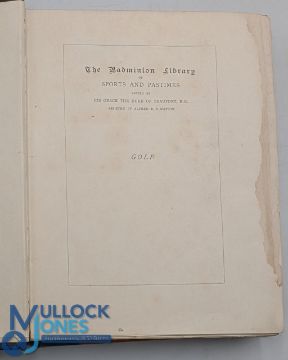 The Badminton Library
OF
SPORTS AND PASTIMES
EDITED BY
HIS GRACE THE DUKE OF BEAUFORT, K.G.
ASSISTED BY ALFRED E. T. WATSON
GOLF
MULLOCK
JONES